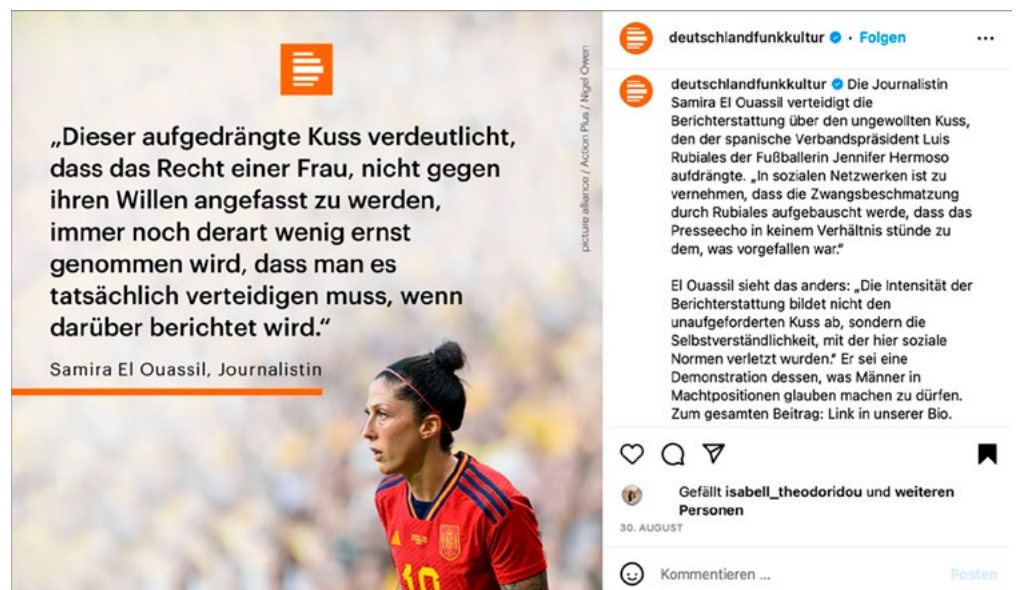 „Dieser aufgedrängte Kuss verdeutlicht,
dass das Recht einer Frau, nicht gegen
ihren Willen angefasst zu werden,
immer noch derart wenig ernst
genommen wird, dass man es
tatsächlich verteidigen muss, wenn
darüber berichtet wird.“
Samira El Ouassil, Journalistin
picture alliance / Action Plus / Nigel Owen
10
deutschlandfunkkultur · Folgen
deutschlandfunkkultur Die Journalistin
Samira El Ouassil verteidigt die
Berichterstattung über den ungewollten Kuss,
den der spanische Verbandspräsident Luis
Rubiales der Fußballerin Jennifer Hermoso
aufdrängte. „In sozialen Netzwerken ist zu
vernehmen, dass die Zwangsbeschmatzung
durch Rubiales aufgebauscht werde, dass das
Presseecho in keinem Verhältnis stünde zu
dem, was vorgefallen war.“
El Ouassil sieht das anders: „Die Intensität der
Berichterstattung bildet nicht den
unaufgeforderten Kuss ab, sondern die
Selbstverständlichkeit, mit der hier soziale
Normen verletzt wurden.“ Er sei eine
Demonstration dessen, was Männer in
Machtpositionen glauben machen zu dürfen.
Zum gesamten Beitrag: Link in unserer Bio.
Gefällt isabell_theodoridou und weiteren
Personen
30. AUGUST
Kommentieren ...
Posten